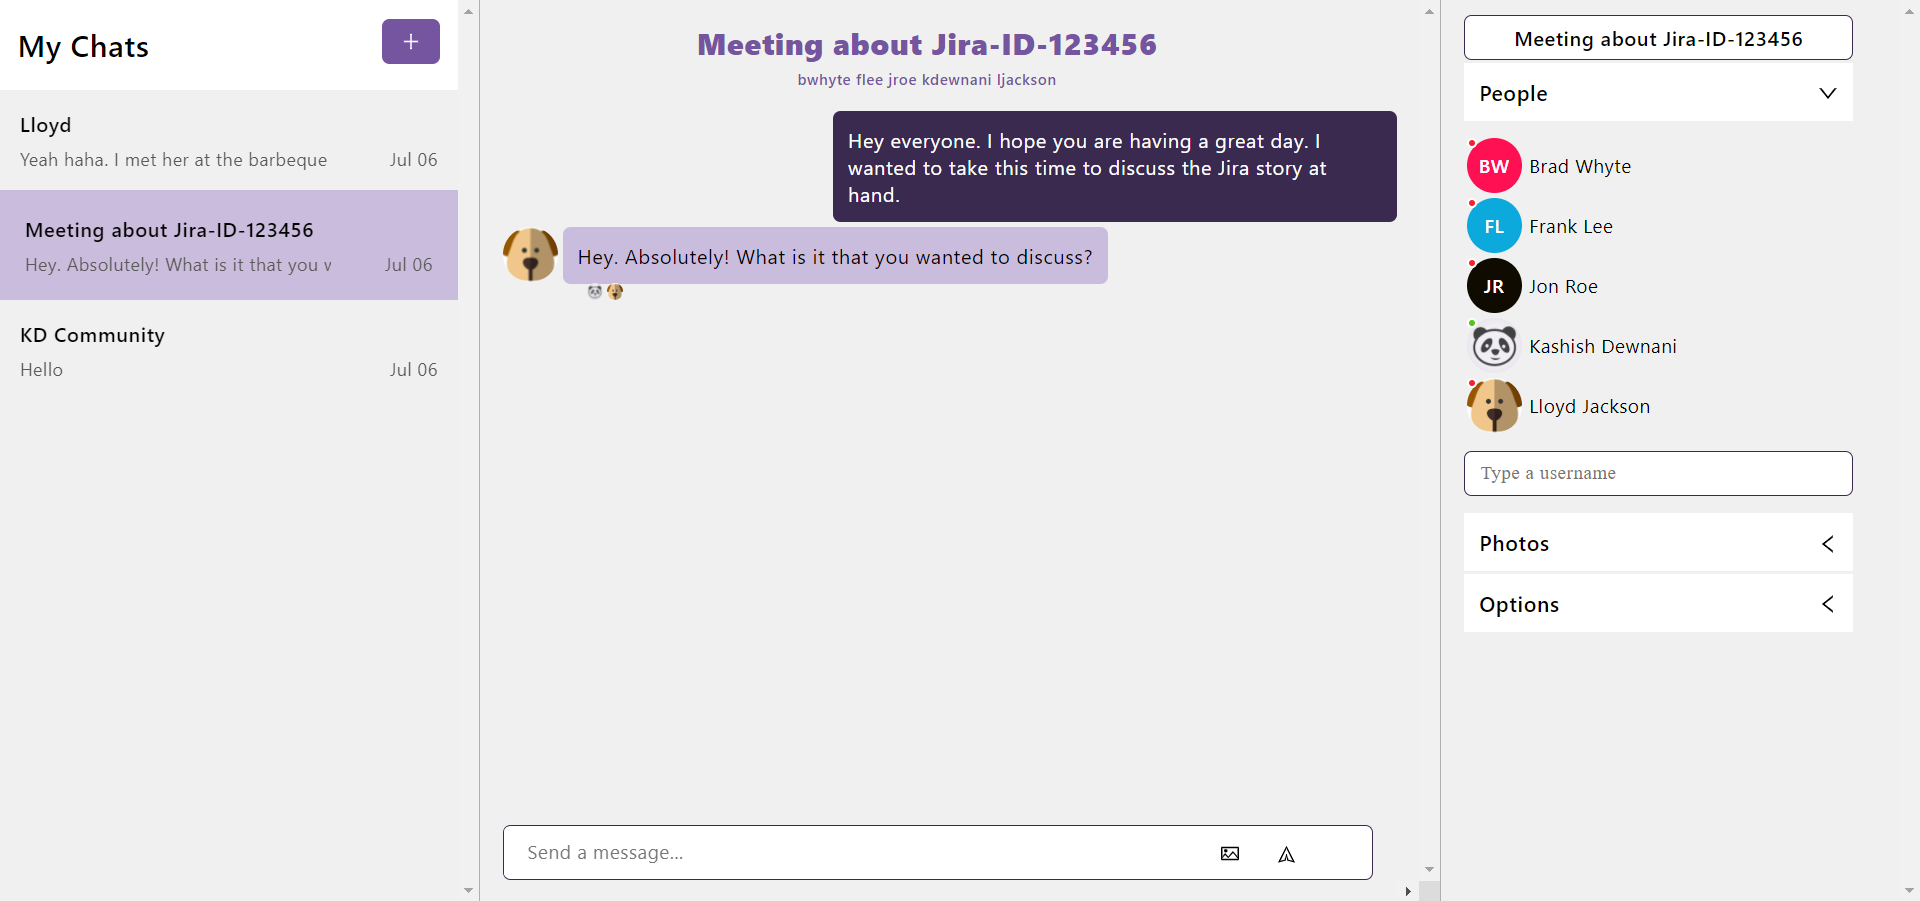 My Chats
+
Lloyd
Yeah haha. I met her at the barbeque
Jul 06
Meeting about Jira-ID-123456
Hey. Absolutely! What is it that you w
Jul 06
KD Community
Hello
Jul 06
Meeting about Jira-ID-123456
bwhyte flee jroe kdewnani ljackson
Hey everyone. I hope you are having a great day. I
wanted to take this time to discuss the Jira story at
hand.
Hey. Absolutely! What is it that you wanted to discuss?
Send a message...
Meeting about Jira-ID-123456
People
BW Brad Whyte
FL Frank Lee
JR Jon Roe
Kashish Dewnani
Lloyd Jackson
Type a username
Photos
Options